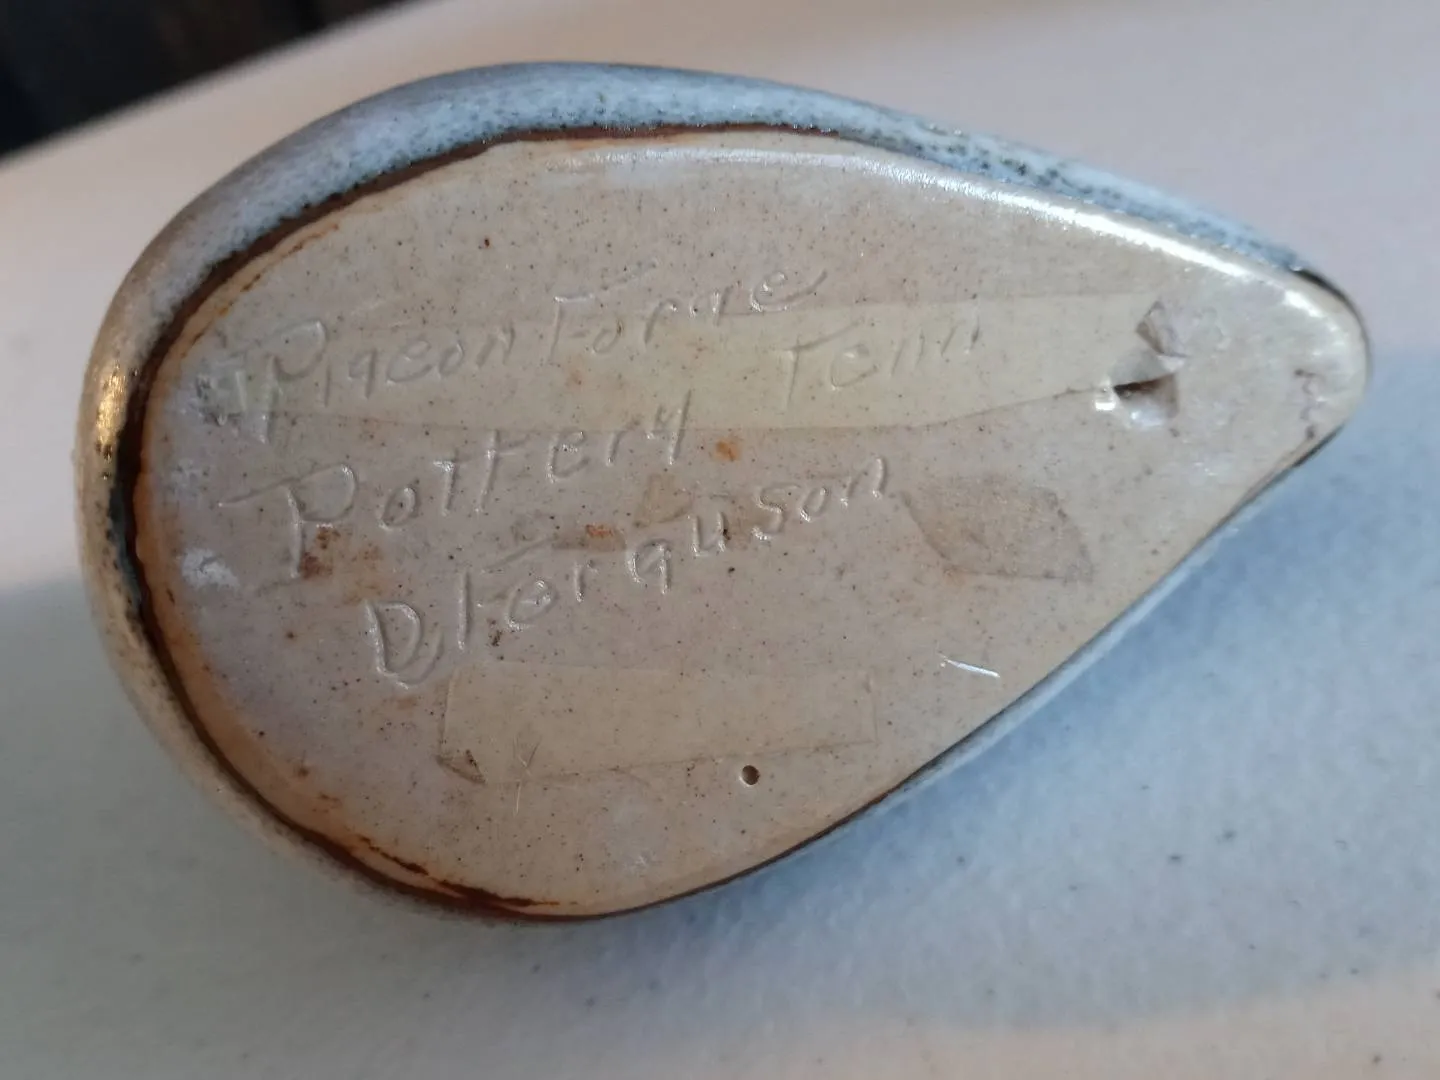 Pigeon Forge
Tenn
Pottery
D Ferguson